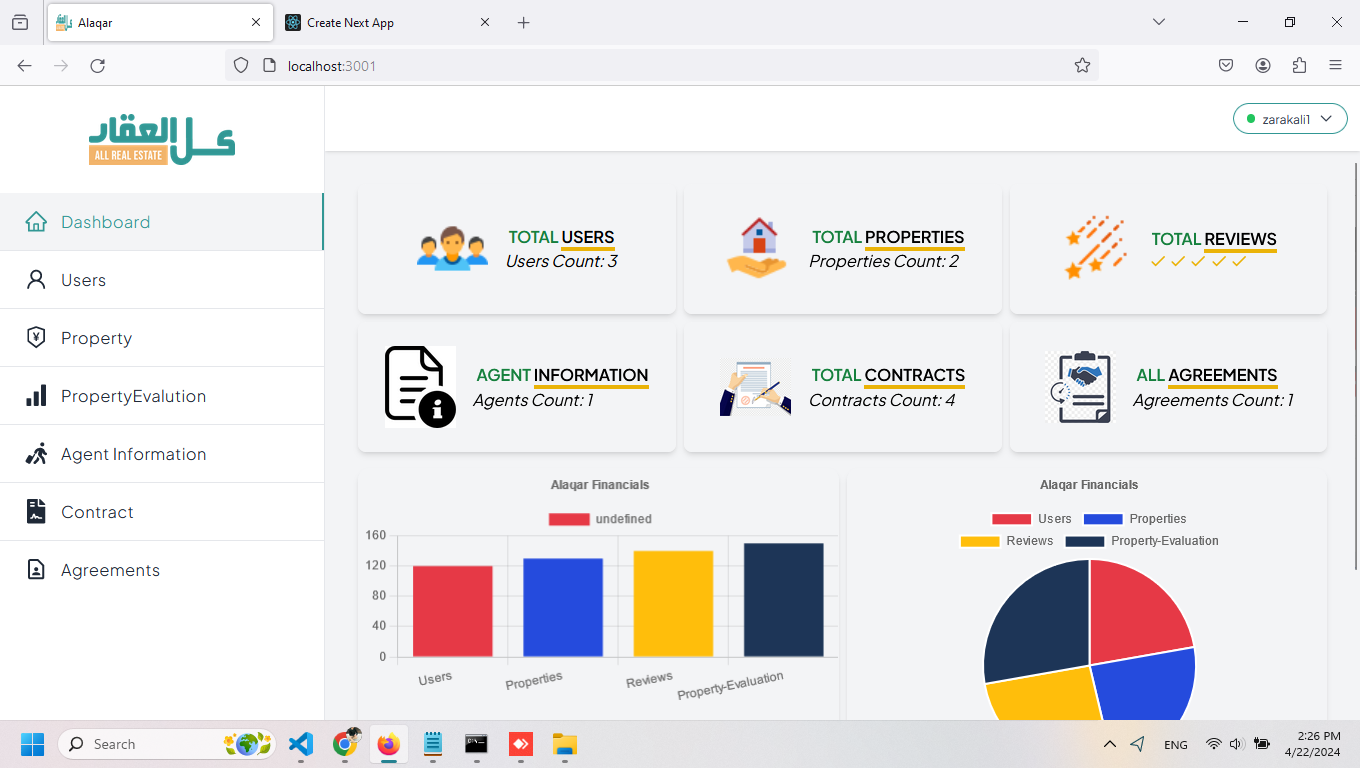 Alaqar
Create Next App
localhost:3001
كل العقار
ALL REAL ESTATE
zarakali1
Dashboard
Users
Property
PropertyEvalution
Agent Information
Contract
Agreements
TOTAL USERS
Users Count: 3
TOTAL PROPERTIES
Properties Count: 2
TOTAL REVIEWS
AGENT INFORMATION
Agents Count: 1
TOTAL CONTRACTS
Contracts Count: 4
ALL AGREEMENTS
Agreements Count: 1
Alaqar Financials
undefined
160
120
80
40
0
Users
Properties
Reviews
Property-Evaluation
Alaqar Financials
Users
Properties
Reviews
Property-Evaluation
Search
ENG
2:26 PM
4/22/2024